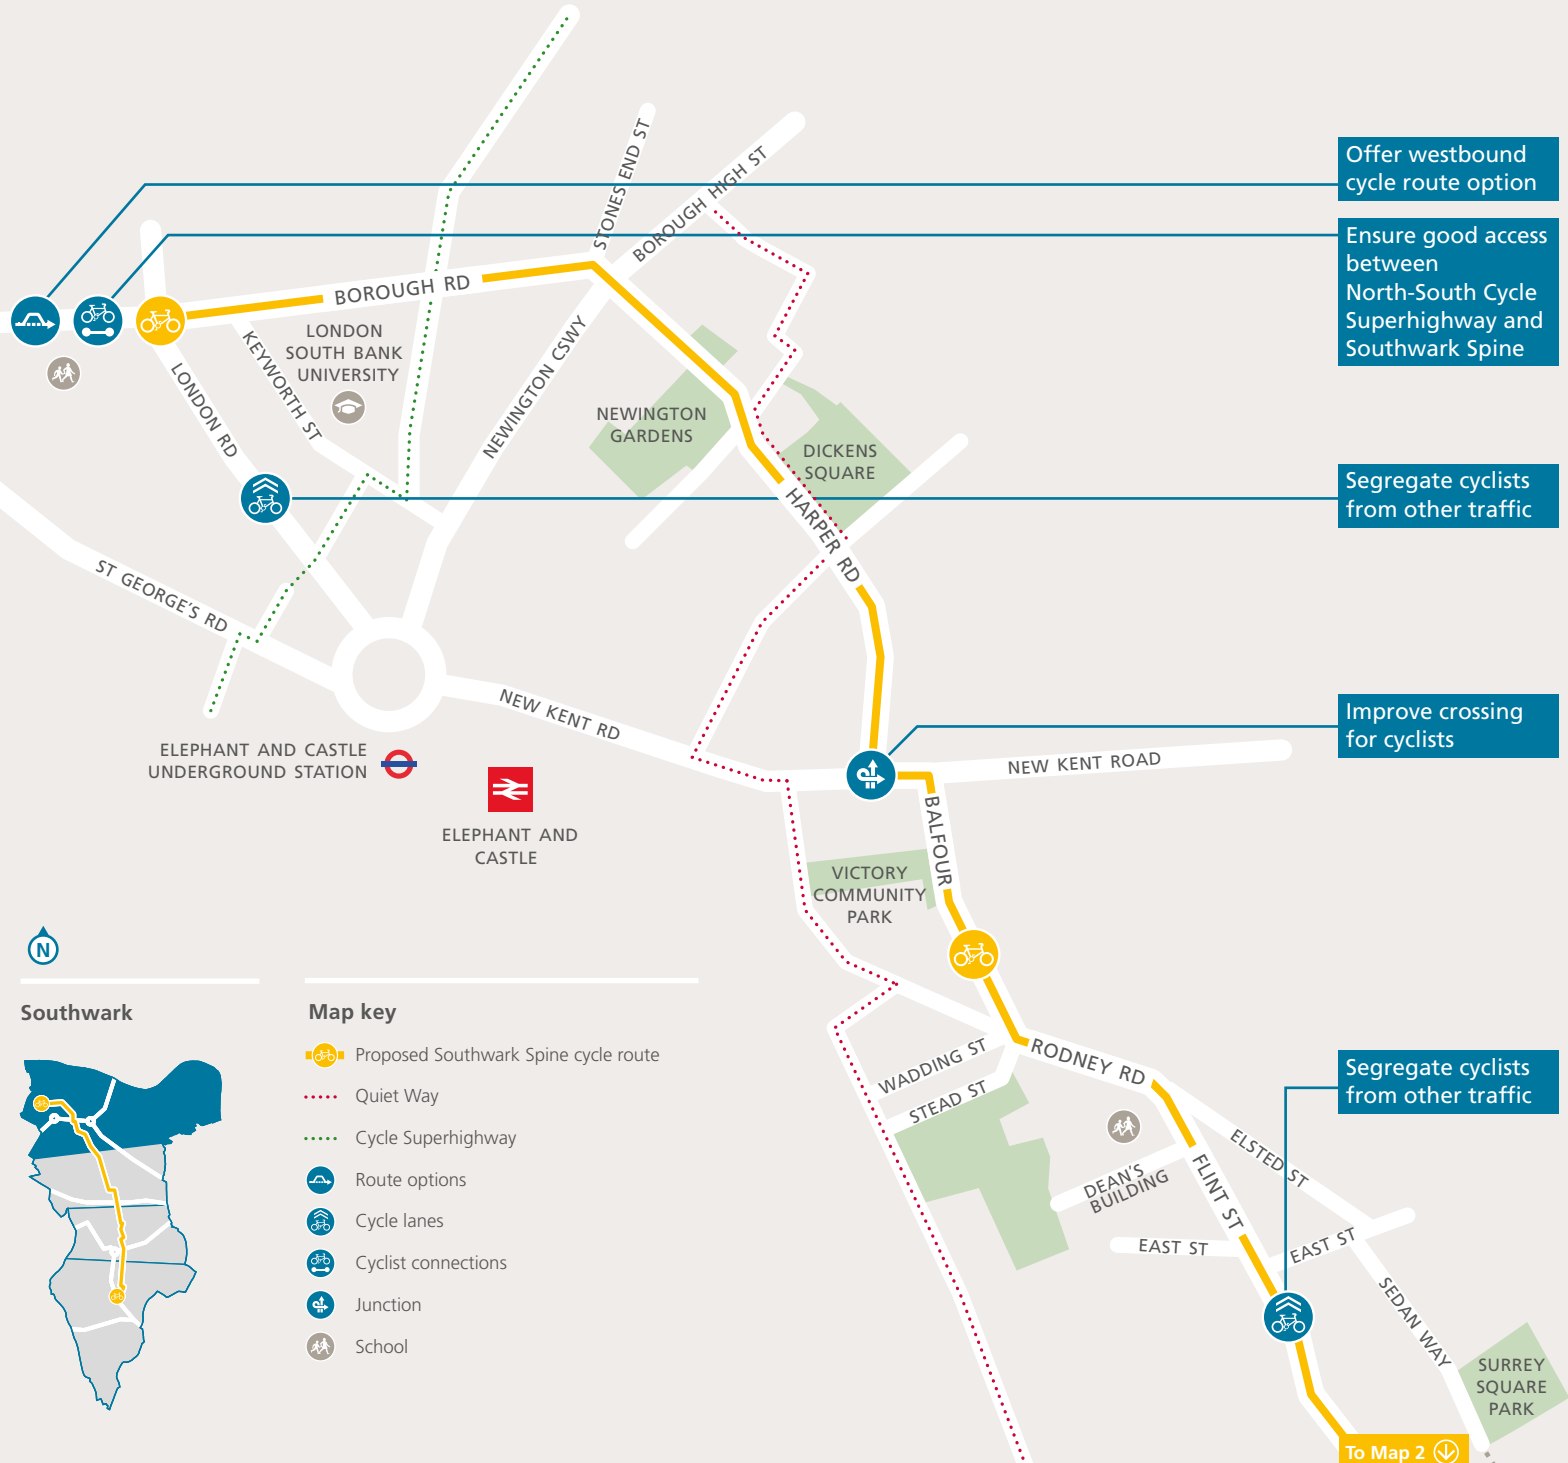 Offer westbound
cycle route option
Ensure good access
between
North-South Cycle
Superhighway and
Southwark Spine
Segregate cyclists
from other traffic
Improve crossing
for cyclists
Segregate cyclists
from other traffic
STONES END ST
BOROUGH HIGH ST
BOROUGH RD
LONDON
SOUTH BANK
UNIVERSITY
KEYWORTH ST
LONDON RD
NEWINGTON CSWY
NEWINGTON
GARDENS
DICKENS
SQUARE
HARPER RD
ST GEORGE'S RD
NEW KENT RD
ELEPHANT AND CASTLE
UNDERGROUND STATION
ELEPHANT AND
CASTLE
NEW KENT ROAD
BALFOUR
VICTORY
COMMUNITY
PARK
WADDING ST
STEAD ST
RODNEY RD
ELSTED ST
DEAN'S
BUILDING
FLINT ST
EAST ST
EAST ST
SEDAN WAY
SURREY
SQUARE
PARK
To Map 2
N
Southwark
Map key
Proposed Southwark Spine cycle route
Quiet Way
Cycle Superhighway
Route options
Cycle lanes
Cyclist connections
Junction
School